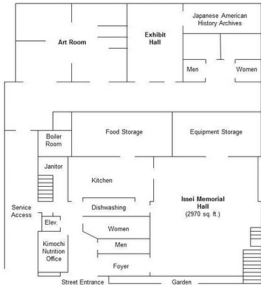 Japanese American
History Archives
Art Room
Exhibit
Hall
Men
Women
Boiler
Room
Food Storage
Equipment Storage
Janitor
Kitchen
Service
Access
Dishwashing
Issei Memorial
Hall
(2970 sq. ft.)
Elev.
Women
Kimochi
Nutrition
Office
Men
Foyer
Street Entrance
Garden